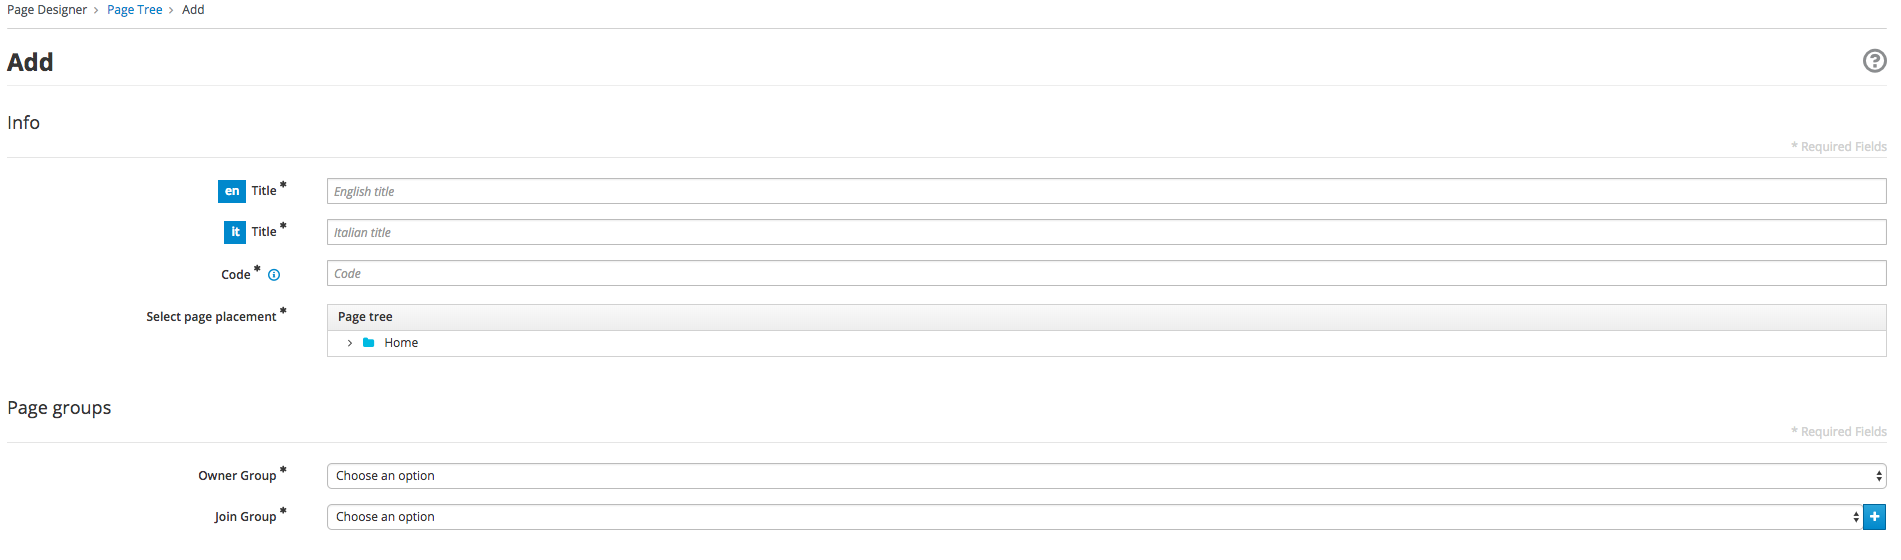 Page Designer > Page Tree > Add
Add
Info
* Required Fields
en Title *
English title
it Title *
Italian title
Code *
Code
Select page placement *
Page tree
Home
Page groups
* Required Fields
Owner Group *
Choose an option
Join Group *
Choose an option